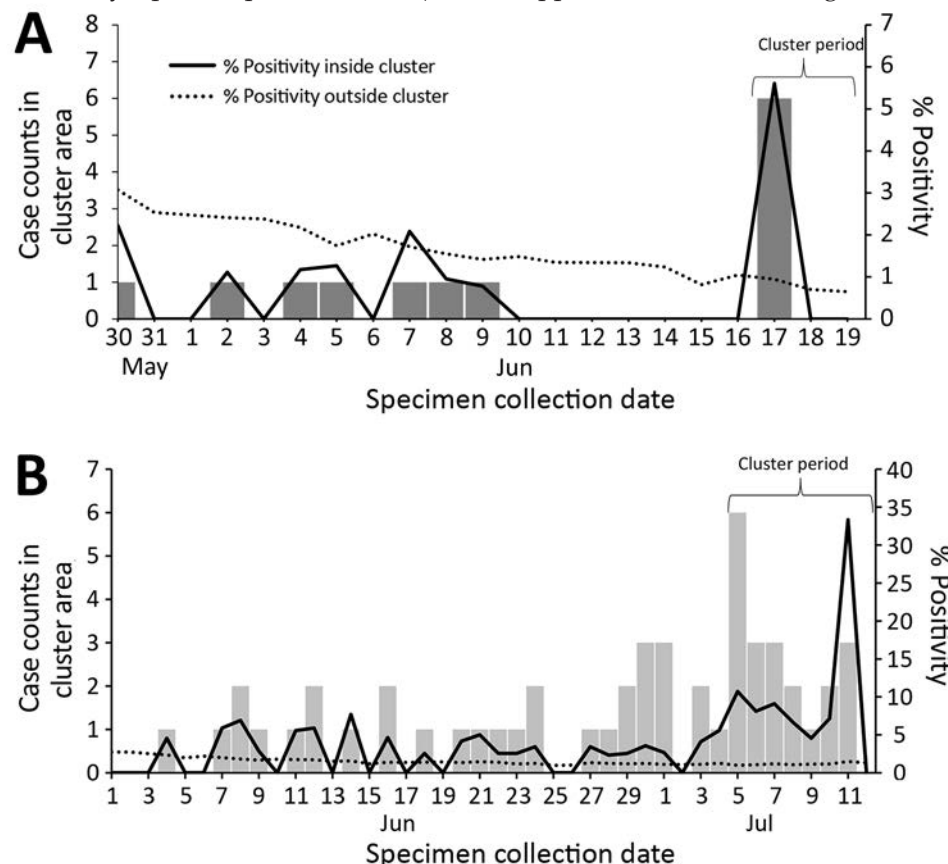 A
8
7
6
5
4
3
2
1
0
Case counts in
cluster area
% Positivity inside cluster
% Positivity outside cluster
Cluster period
7
6
5
4
3
2
1
0
% Positivity
30 31 1 2 3 4 5 6 7 8 9 10 11 12 13 14 15 16 17 18 19
May Jun
Specimen collection date
B
7
6
5
4
3
2
1
0
Case counts in
cluster area
Cluster period
40
35
30
25
20
15
10
5
0
% Positivity
1 3 5 7 9 11 13 15 17 19 21 23 25 27 29 1 3 5 7 9 11
Jun Jul
Specimen collection date